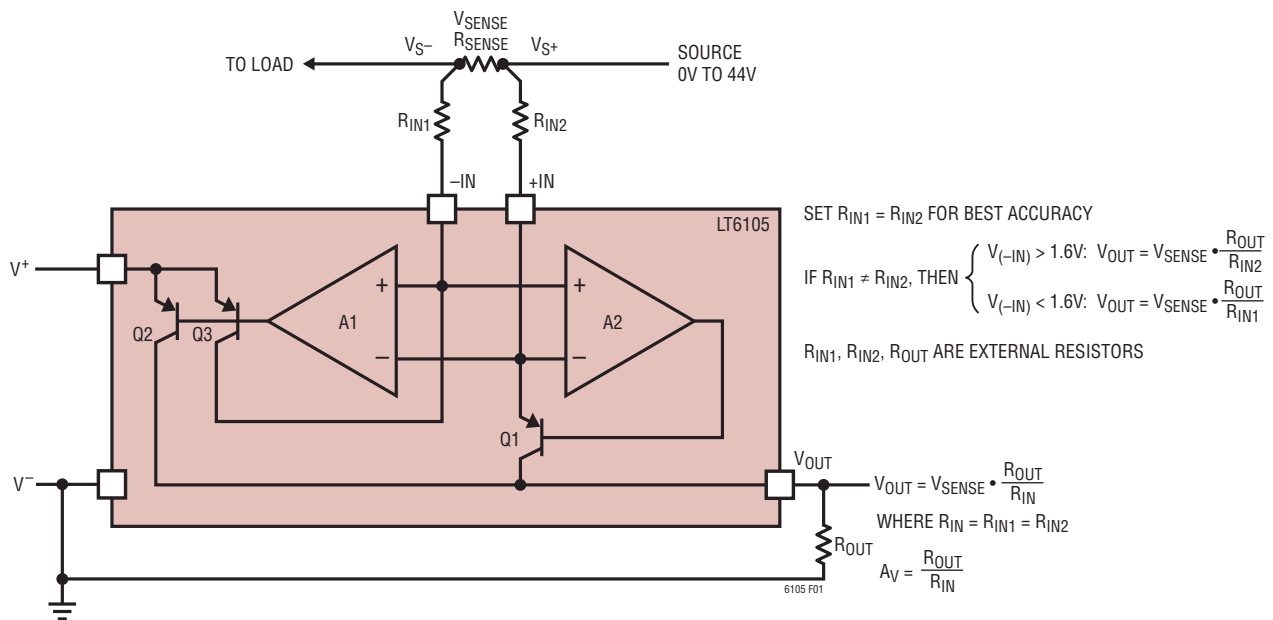 VSENSE
RSENSE
VS–
VS+
TO LOAD
SOURCE
0V TO 44V
RIN1
RIN2
–IN
+IN
LT6105
V+
Q2
Q3
+
–
A1
+
–
A2
Q1
V–
VOUT
ROUT
6105 F01
SET RIN1 = RIN2 FOR BEST ACCURACY
IF RIN1 ≠ RIN2, THEN
V(–IN) > 1.6V: VOUT = VSENSE • ROUT/RIN2
V(–IN) < 1.6V: VOUT = VSENSE • ROUT/RIN1
RIN1, RIN2, ROUT ARE EXTERNAL RESISTORS
VOUT = VSENSE • ROUT/RIN
WHERE RIN = RIN1 = RIN2
AV = ROUT/RIN